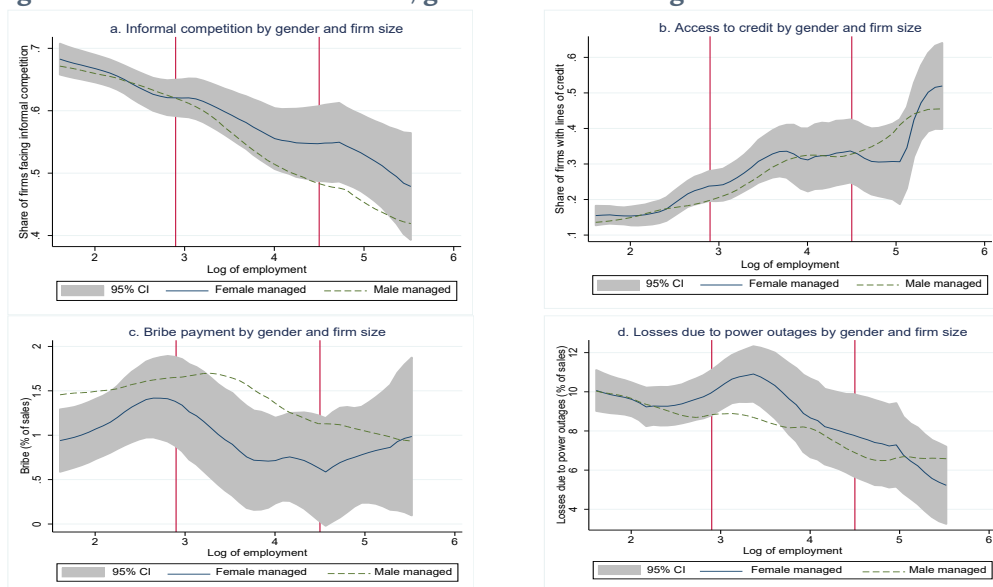 a. Informal competition by gender and firm size
Share of firms facing informal competition
.7
.6
.5
.4
2 3 4 5 6
Log of employment
95% CI Female managed Male managed
b. Access to credit by gender and firm size
Share of firms with lines of credit
.6
.5
.4
.3
.2
.1
2 3 4 5 6
Log of employment
95% CI Female managed Male managed
c. Bribe payment by gender and firm size
Bribe (% of sales)
2
1.5
1
.5
0
2 3 4 5 6
Log of employment
95% CI Female managed Male managed
d. Losses due to power outages by gender and firm size
Losses due to power outages (% of sales)
12
10
8
6
4
2 3 4 5 6
Log of employment
95% CI Female managed Male managed